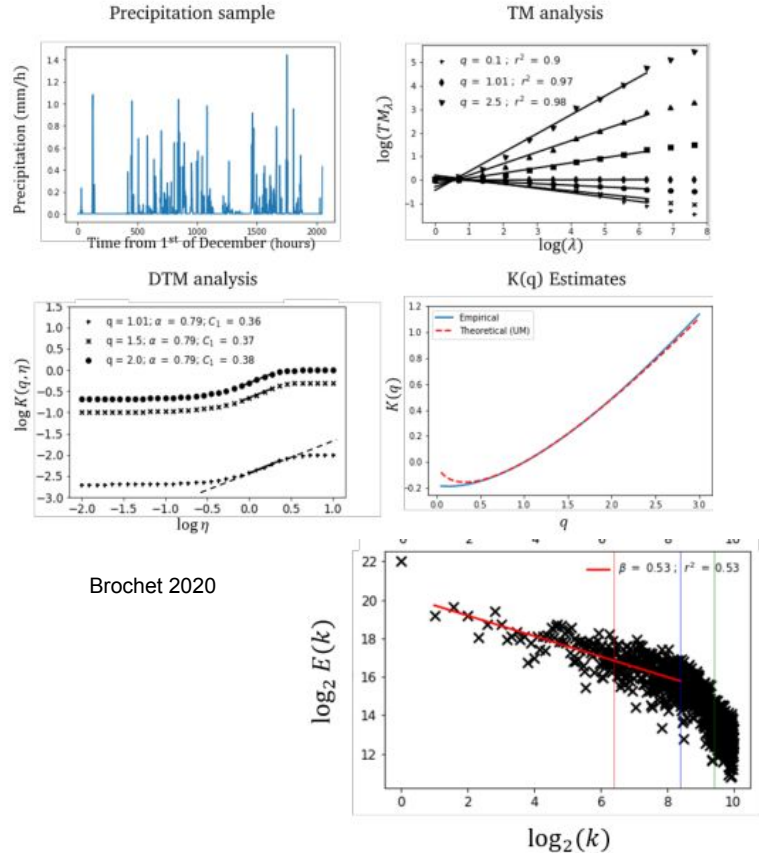 Precipitation sample
Precipitation (mm/h)
1.4
1.2
1.0
0.8
0.6
0.4
0.2
0.0
0 500 1000 1500 2000
Time from 1st of December (hours)
TM analysis
log(TM_λ)
5
4
3
2
1
0
−1
q = 0.1 ; r² = 0.9
q = 1.01 ; r² = 0.97
q = 2.5 ; r² = 0.98
0 1 2 3 4 5 6 7 8
log(λ)
DTM analysis
log K(q, η)
1.5
1.0
0.5
0.0
−0.5
−1.0
−1.5
−2.0
−2.5
−3.0
q = 1.01; α = 0.79; C₁ = 0.36
q = 1.5; α = 0.79; C₁ = 0.37
q = 2.0; α = 0.79; C₁ = 0.38
−2.0 −1.5 −1.0 −0.5 0.0 0.5 1.0
log η
K(q) Estimates
K(q)
1.2
1.0
0.8
0.6
0.4
0.2
0.0
−0.2
Empirical
Theoretical (UM)
0.0 0.5 1.0 1.5 2.0 2.5 3.0
q
Brochet 2020
0 2 4 6 8 10
log₂ E(k)
22
20
18
16
14
12
β = 0.53 ; r² = 0.53
0 2 4 6 8 10
log₂(k)